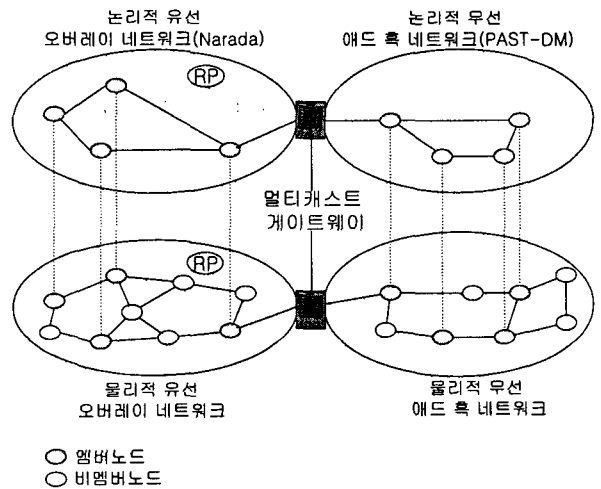 논리적 유선
오버레이 네트워크(Narada)
논리적 무선
애드 혹 네트워크(PAST-DM)
RP
멀티캐스트
게이트웨이
RP
물리적 유선
오버레이 네트워크
물리적 무선
애드 혹 네트워크
멤버노드
비멤버노드